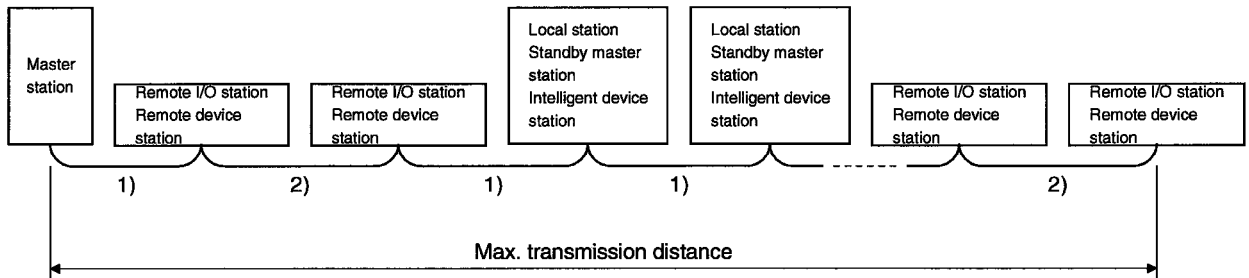 Master
station
Remote I/O station
Remote device
station
Remote I/O station
Remote device
station
Local station
Standby master
station
Intelligent device
station
Local station
Standby master
station
Intelligent device
station
Remote I/O station
Remote device
station
Remote I/O station
Remote device
station
1)
2)
1)
1)
2)
Max. transmission distance